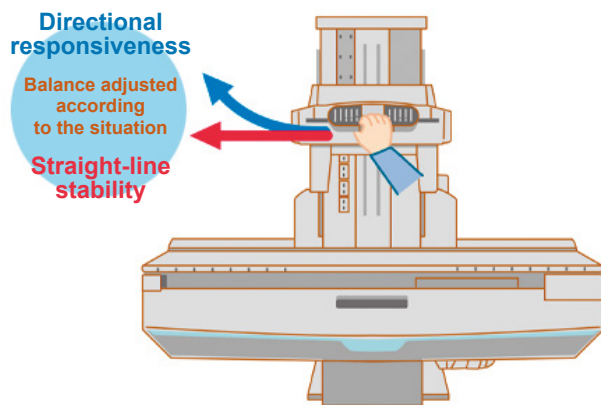 Directional
responsiveness
Balance adjusted
according
to the situation
Straight-line
stability